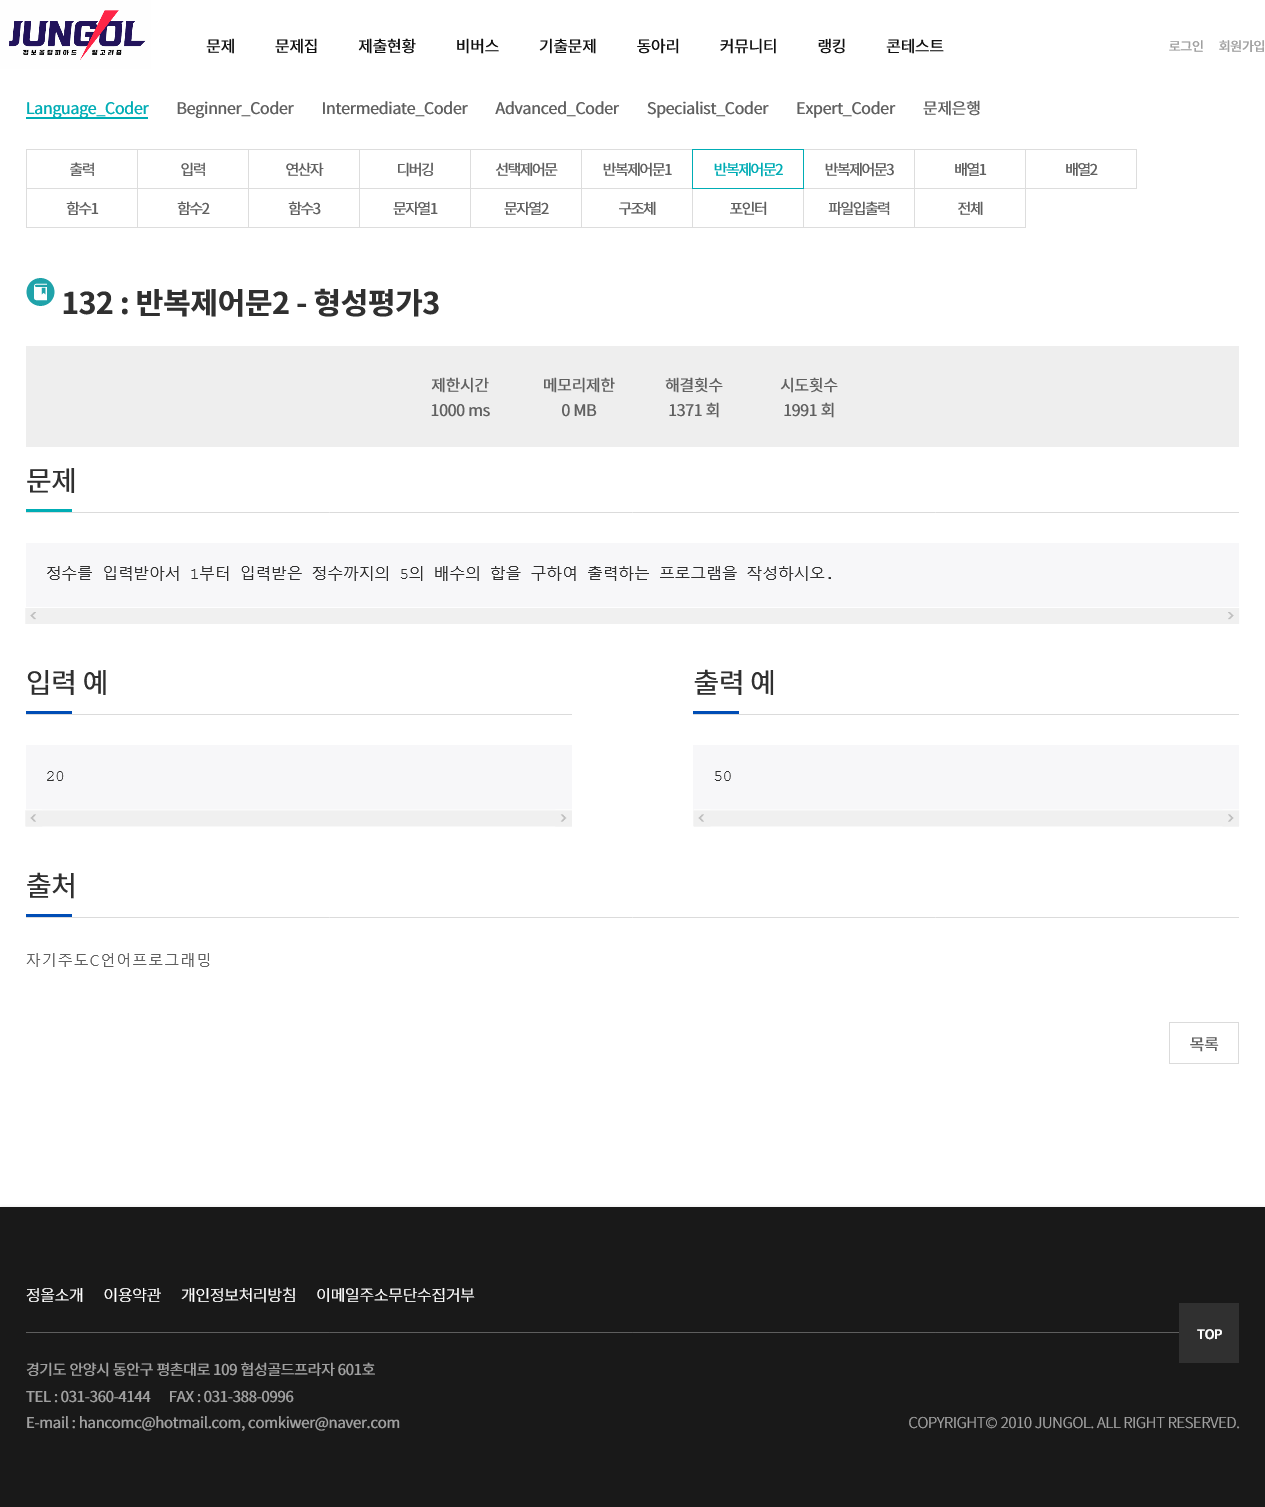 JUNGOL
정보올림피아드 알고리즘
문제 문제집 제출현황 비버스 기출문제 동아리 커뮤니티 랭킹 콘테스트 로그인 회원가입
Language_Coder Beginner_Coder Intermediate_Coder Advanced_Coder Specialist_Coder Expert_Coder 문제은행
출력 입력 연산자 디버깅 선택제어문 반복제어문1 반복제어문2 반복제어문3 배열1 배열2
함수1 함수2 함수3 문자열1 문자열2 구조체 포인터 파일입출력 전체
132 : 반복제어문2 - 형성평가3
제한시간 메모리제한 해결횟수 시도횟수
1000 ms 0 MB 1371 회 1991 회
문제
정수를 입력받아서 1부터 입력받은 정수까지의 5의 배수의 합을 구하여 출력하는 프로그램을 작성하시오.
입력 예 출력 예
20 50
출처
자기주도C언어프로그래밍
목록
정올소개 이용약관 개인정보처리방침 이메일주소무단수집거부
TOP
경기도 안양시 동안구 평촌대로 109 협성골드프라자 601호
TEL : 031-360-4144 FAX : 031-388-0996
E-mail : hancomc@hotmail.com, comkiwer@naver.com COPYRIGHT© 2010 JUNGOL. ALL RIGHT RESERVED.